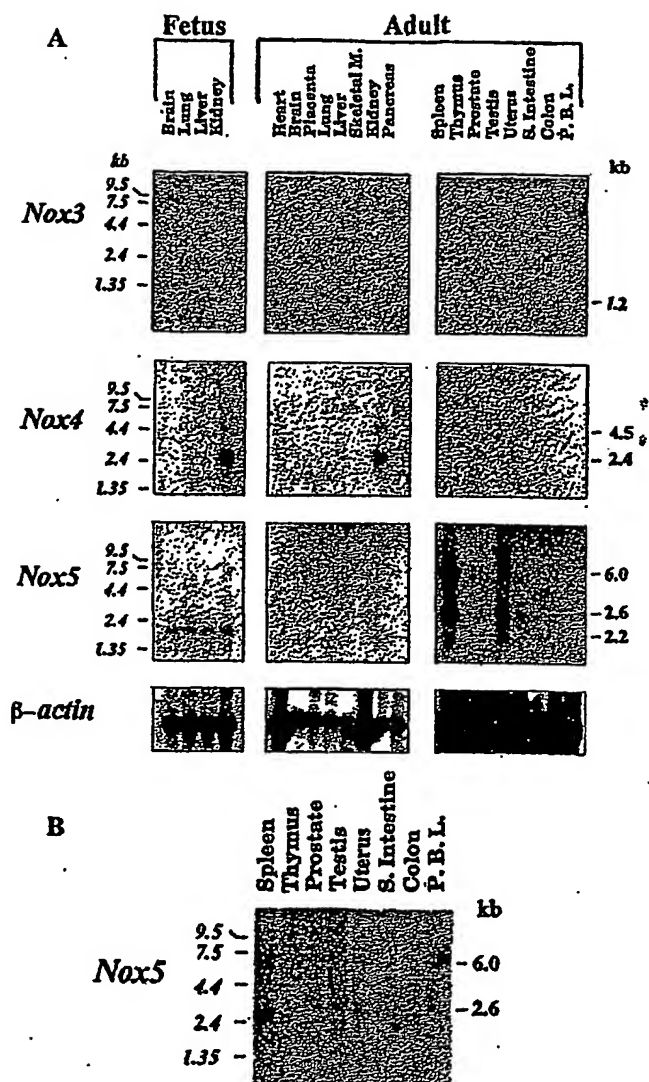 A
Fetus
Adult
Brain
Lung
Liver
Kidney
Heart
Brain
Placenta
Lung
Liver
Skeletal M.
Kidney
Pancreas
Spleen
Thymus
Prostate
Testis
Uterus
S. Intestine
Colon
P. B. L.
kb
kb
Nox3
9.5
7.5
4.4
2.4
1.35
1.2
Nox4
9.5
7.5
4.4
2.4
1.35
4.5
2.4
Nox5
9.5
7.5
4.4
2.4
1.35
6.0
2.6
2.2
β-actin
B
Spleen
Thymus
Prostate
Testis
Uterus
S. Intestine
Colon
P. B. L.
kb
Nox5
9.5
7.5
4.4
2.4
1.35
6.0
2.6